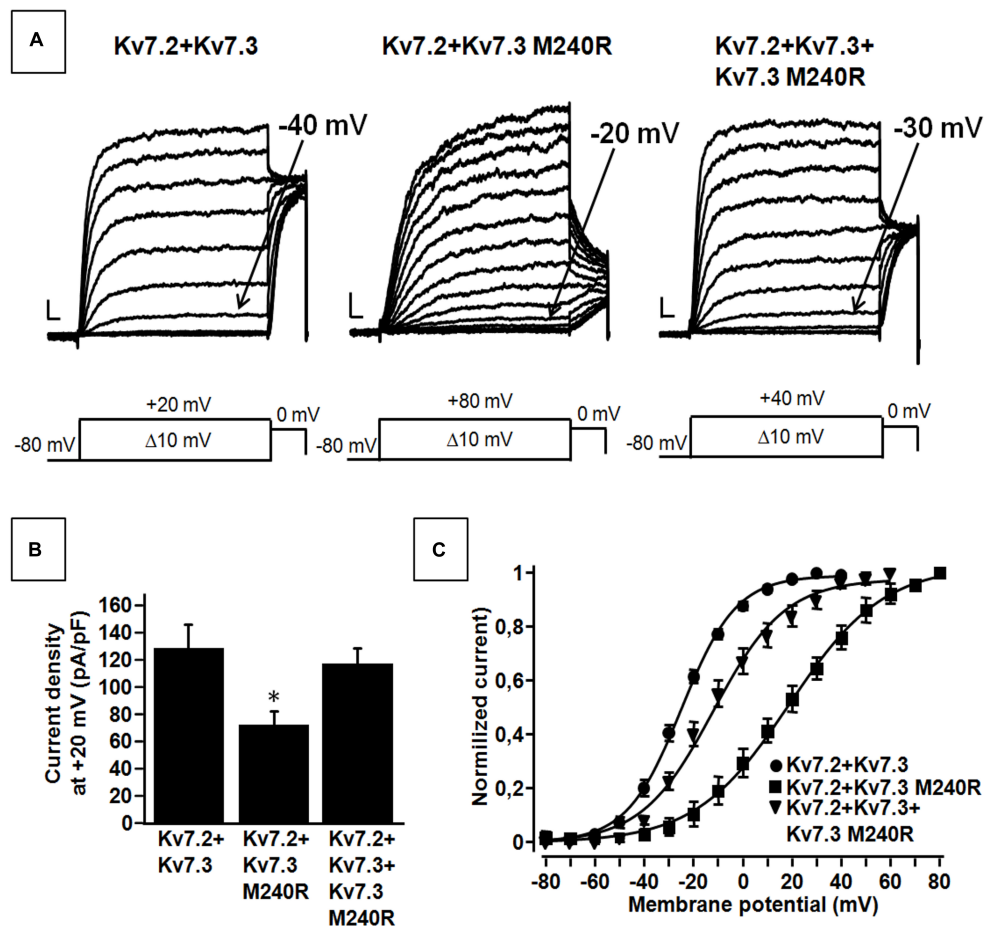 A
Kv7.2+Kv7.3
Kv7.2+Kv7.3 M240R
Kv7.2+Kv7.3+
Kv7.3 M240R
-40 mV
-20 mV
-30 mV
+20 mV
0 mV
-80 mV
Δ10 mV
+80 mV
0 mV
-80 mV
Δ10 mV
+40 mV
0 mV
-80 mV
Δ10 mV
B
Current density
at +20 mV (pA/pF)
160
140
120
100
80
60
40
20
0
*
Kv7.2+
Kv7.3
Kv7.2+
Kv7.3
M240R
Kv7.2+
Kv7.3+
Kv7.3
M240R
C
Normilized current
1
0,8
0,6
0,4
0,2
0
Kv7.2+Kv7.3
Kv7.2+Kv7.3 M240R
Kv7.2+Kv7.3+
Kv7.3 M240R
-80 -60 -40 -20 0 20 40 60 80
Membrane potential (mV)